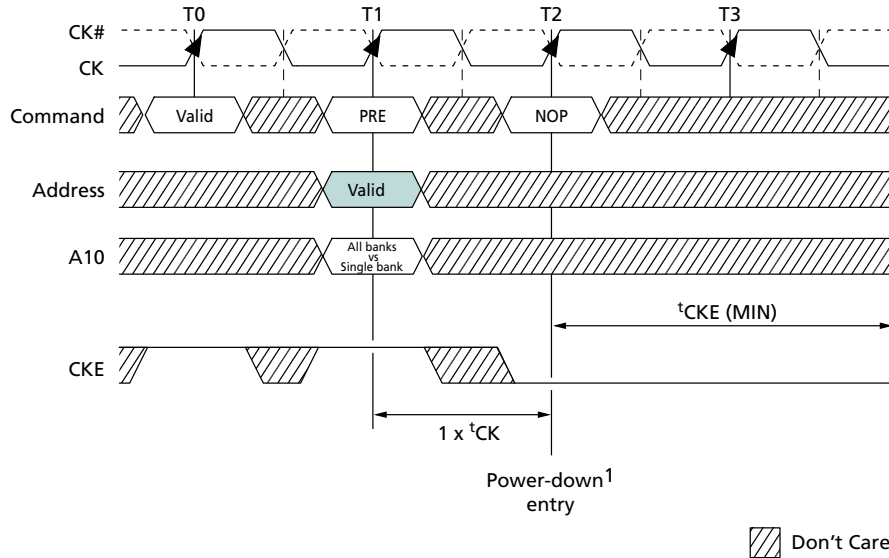 T0 T1 T2 T3
CK#
CK
Command Valid PRE NOP
Address Valid
A10 All banks
vs
Single bank
tCKE (MIN)
CKE
1 x tCK
Power-down1
entry
Don't Care